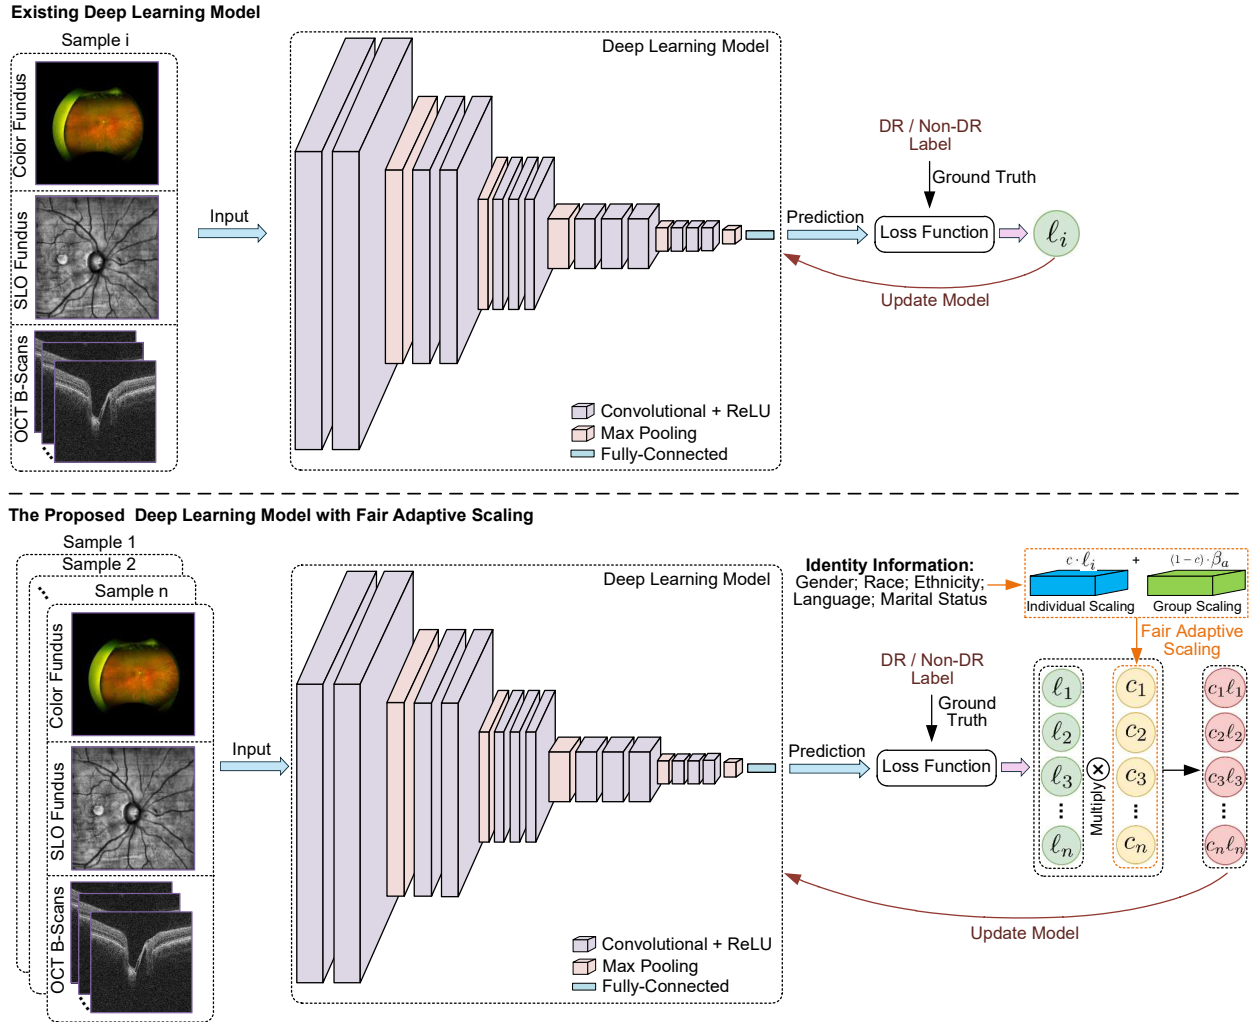 Existing Deep Learning Model
Sample i
Color Fundus
SLO Fundus
OCT B-Scans
Input
Deep Learning Model
Convolutional + ReLU
Max Pooling
Fully-Connected
Prediction
DR / Non-DR
Label
Ground Truth
Loss Function
ℓi
Update Model
The Proposed Deep Learning Model with Fair Adaptive Scaling
Sample 1
Sample 2
Sample n
Color Fundus
SLO Fundus
OCT B-Scans
Input
Deep Learning Model
Convolutional + ReLU
Max Pooling
Fully-Connected
Prediction
Identity Information:
Gender; Race; Ethnicity;
Language; Marital Status
c · ℓi + (1 − c) · βa
Individual Scaling
Group Scaling
Fair Adaptive
Scaling
DR / Non-DR
Label
Ground
Truth
Loss Function
ℓ1
ℓ2
ℓ3
ℓn
Multiply
c1
c2
c3
cn
c1ℓ1
c2ℓ2
c3ℓ3
cnℓn
Update Model